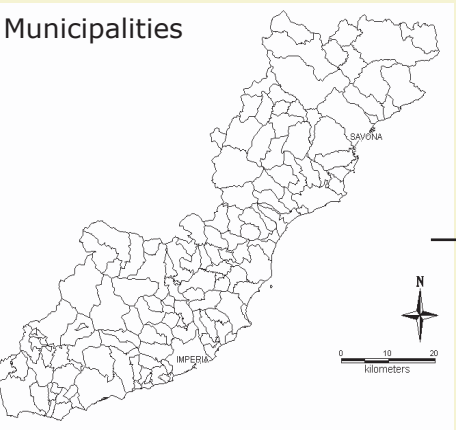 Municipalities
SAVONA
N
IMPERIA
0 10 20
kilometers